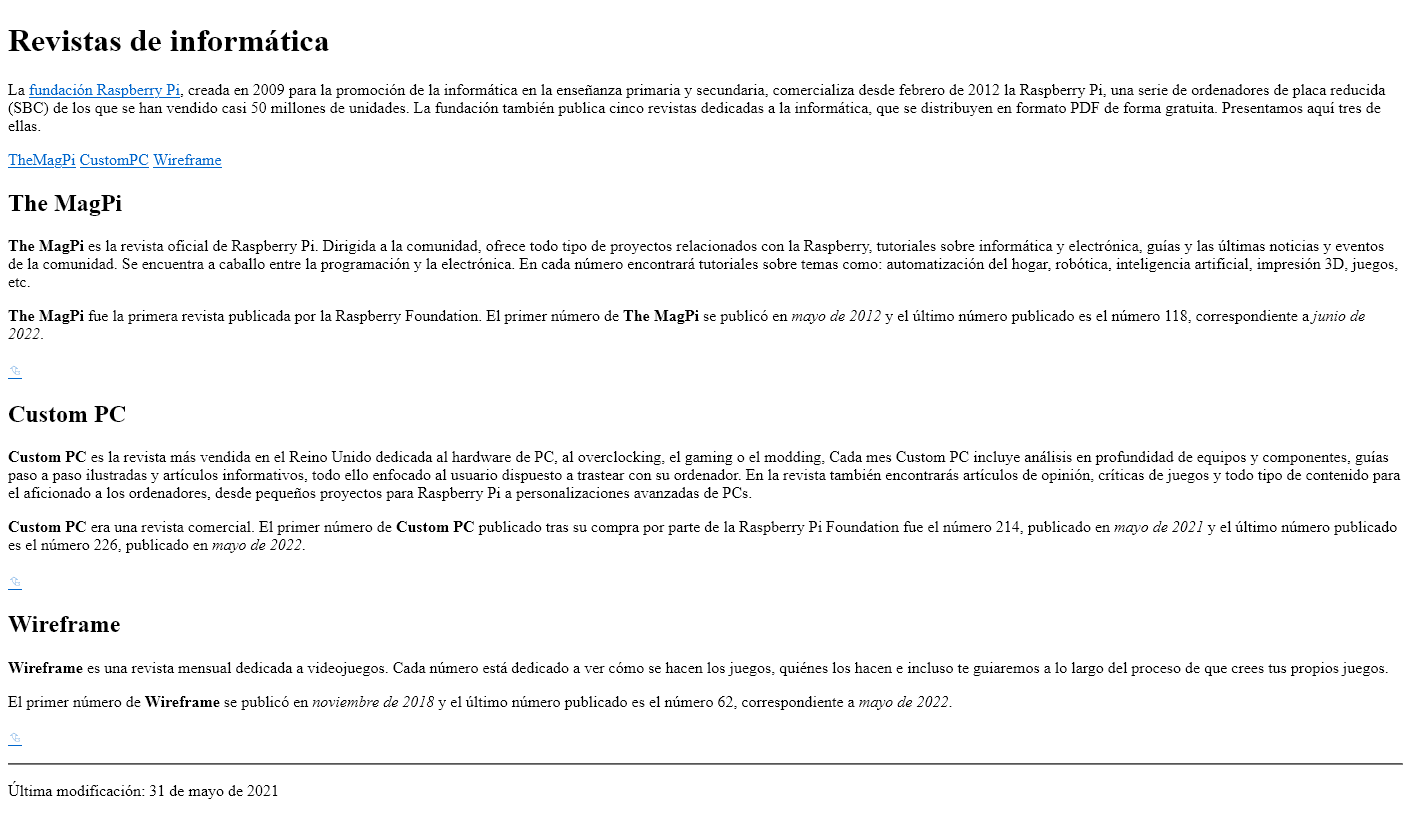 Revistas de informática
La fundación Raspberry Pi, creada en 2009 para la promoción de la informática en la enseñanza primaria y secundaria, comercializa desde febrero de 2012 la Raspberry Pi, una serie de ordenadores de placa reducida
(SBC) de los que se han vendido casi 50 millones de unidades. La fundación también publica cinco revistas dedicadas a la informática, que se distribuyen en formato PDF de forma gratuita. Presentamos aquí tres de
ellas.
TheMagPi CustomPC Wireframe
The MagPi
The MagPi es la revista oficial de Raspberry Pi. Dirigida a la comunidad, ofrece todo tipo de proyectos relacionados con la Raspberry, tutoriales sobre informática y electrónica, guías y las últimas noticias y eventos
de la comunidad. Se encuentra a caballo entre la programación y la electrónica. En cada número encontrará tutoriales sobre temas como: automatización del hogar, robótica, inteligencia artificial, impresión 3D, juegos,
etc.
The MagPi fue la primera revista publicada por la Raspberry Foundation. El primer número de The MagPi se publicó en mayo de 2012 y el último número publicado es el número 118, correspondiente a junio de
2022.
Custom PC
Custom PC es la revista más vendida en el Reino Unido dedicada al hardware de PC, al overclocking, el gaming o el modding, Cada mes Custom PC incluye análisis en profundidad de equipos y componentes, guías
paso a paso ilustradas y artículos informativos, todo ello enfocado al usuario dispuesto a trastear con su ordenador. En la revista también encontrarás artículos de opinión, críticas de juegos y todo tipo de contenido para
el aficionado a los ordenadores, desde pequeños proyectos para Raspberry Pi a personalizaciones avanzadas de PCs.
Custom PC era una revista comercial. El primer número de Custom PC publicado tras su compra por parte de la Raspberry Pi Foundation fue el número 214, publicado en mayo de 2021 y el último número publicado
es el número 226, publicado en mayo de 2022.
Wireframe
Wireframe es una revista mensual dedicada a videojuegos. Cada número está dedicado a ver cómo se hacen los juegos, quiénes los hacen e incluso te guiaremos a lo largo del proceso de que crees tus propios juegos.
El primer número de Wireframe se publicó en noviembre de 2018 y el último número publicado es el número 62, correspondiente a mayo de 2022.
Última modificación: 31 de mayo de 2021